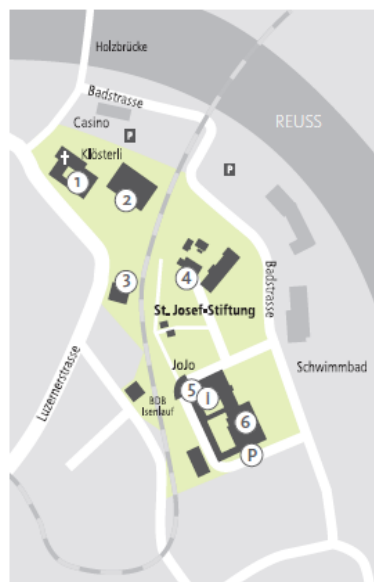 Holzbrücke
Badstrasse
REUSS
Casino
P
Klösterli
P
1
2
4
3
St. Josef-Stiftung
Badstrasse
Luzernerstrasse
JoJo
Schwimmbad
5
I
BDB
Isenlauf
6
P